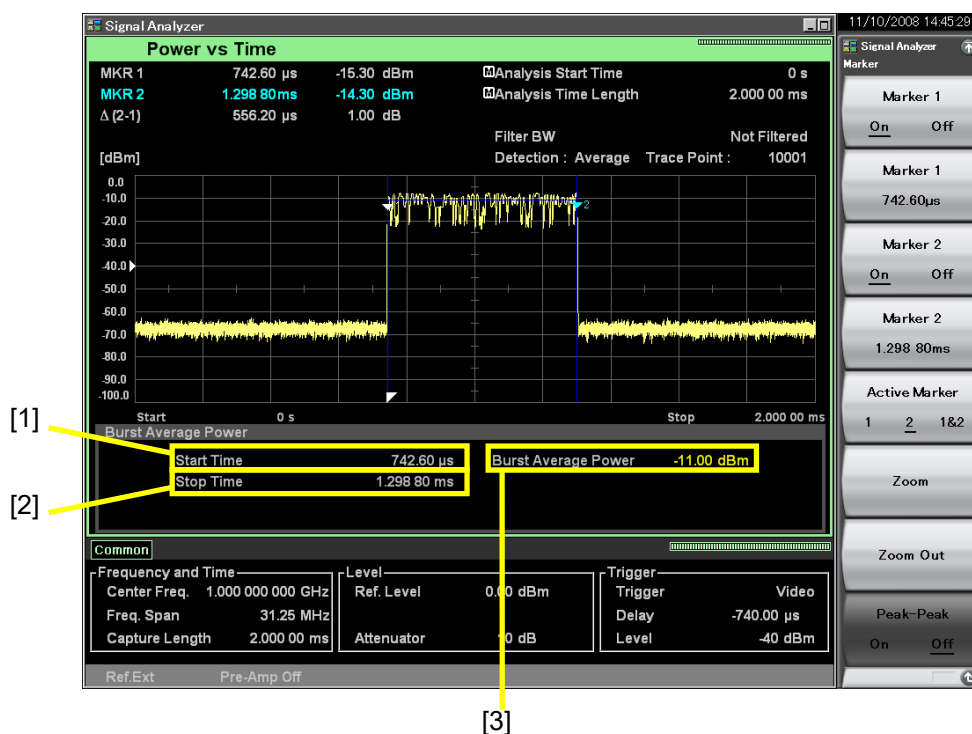 Signal Analyzer
11/10/2008 14:45:29
Power vs Time
MKR 1 742.60 µs -15.30 dBm
MKR 2 1.298 80ms -14.30 dBm
Δ (2-1) 556.20 µs 1.00 dB
M Analysis Start Time 0 s
M Analysis Time Length 2.000 00 ms
Filter BW Not Filtered
[dBm] Detection : Average Trace Point : 10001
0.0
-10.0
-20.0
-30.0
-40.0
-50.0
-60.0
-70.0
-80.0
-90.0
-100.0
2
Start 0 s Stop 2.000 00 ms
Burst Average Power
[1]
Start Time 742.60 µs
[2]
Stop Time 1.298 80 ms
Burst Average Power -11.00 dBm
[3]
Common
Frequency and Time
Center Freq. 1.000 000 000 GHz
Freq. Span 31.25 MHz
Capture Length 2.000 00 ms
Level
Ref. Level 0.00 dBm
Attenuator 10 dB
Trigger
Trigger Video
Delay -740.00 µs
Level -40 dBm
Ref.Ext Pre-Amp Off
Signal Analyzer
Marker
Marker 1
On Off
Marker 1
742.60µs
Marker 2
On Off
Marker 2
1.298 80ms
Active Marker
1 2 1&2
Zoom
Zoom Out
Peak-Peak
On Off